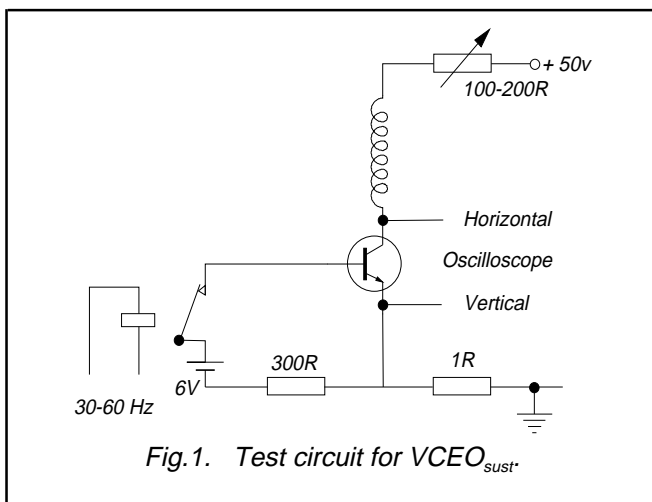 + 50v
100-200R
Horizontal
Oscilloscope
Vertical
300R
1R
6V
30-60 Hz
Fig.1. Test circuit for VCEOsust.